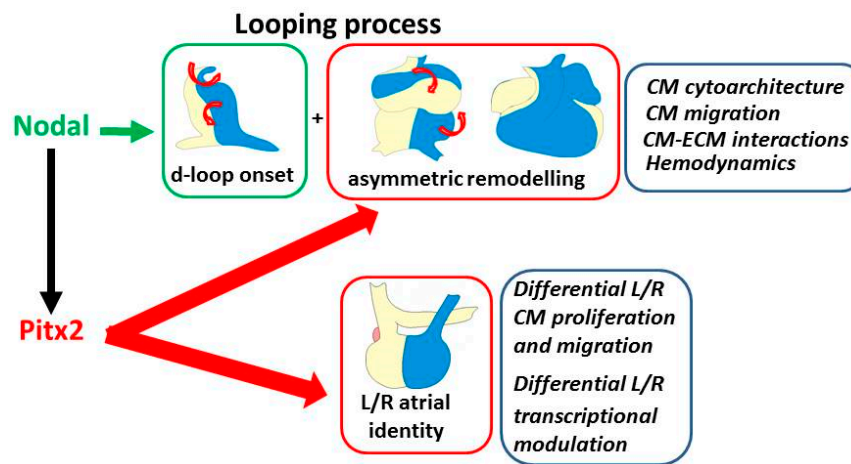 Looping process
Nodal
d-loop onset
+
asymmetric remodelling
CM cytoarchitecture
CM migration
CM-ECM interactions
Hemodynamics
Pitx2
L/R atrial
identity
Differential L/R
CM proliferation
and migration
Differential L/R
transcriptional
modulation